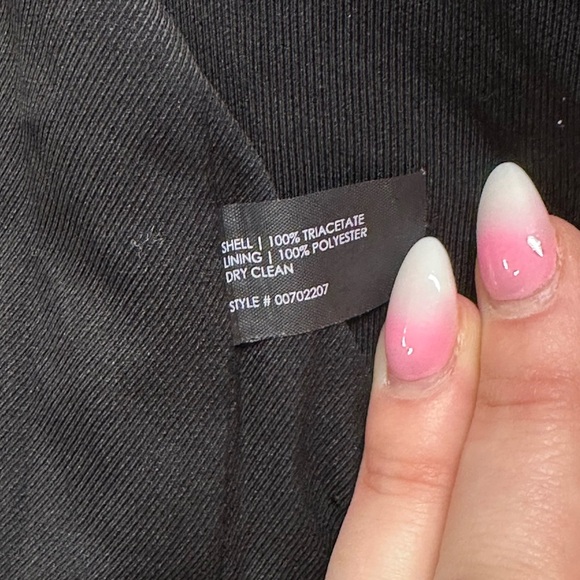 SHELL | 100% TRIACETATE
LINING | 100% POLYESTER
DRY CLEAN
STYLE # 00702207